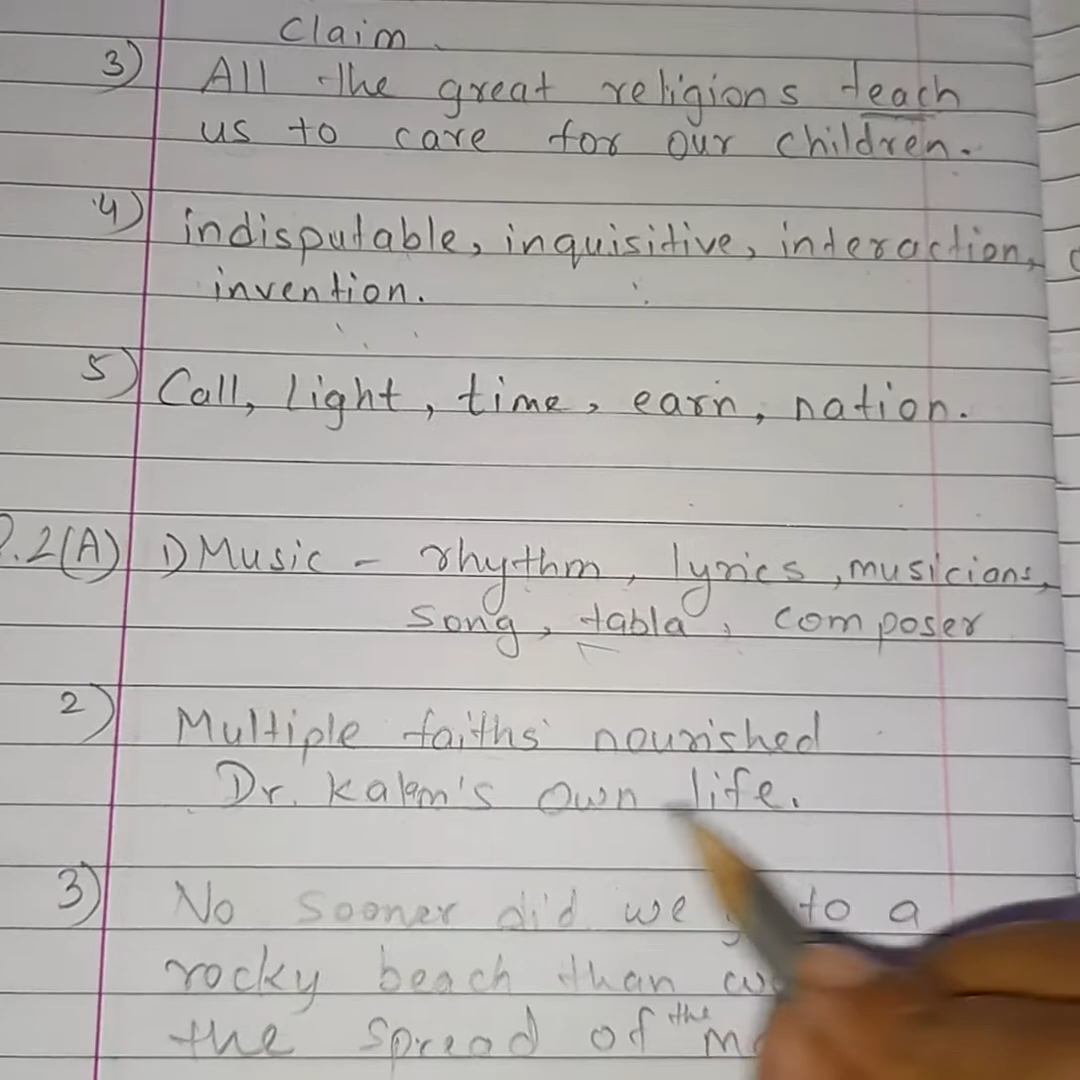 Claim.
3) All the great religions teach
us to care for our children.
4) indisputable, inquisitive, interaction,
invention.
5) Call, Light, time, earn, nation.
.2(A) 1) Music - rhythm, lyrics, musicians,
song, tabla, composer
2) Multiple faiths nourished
Dr. Kalam's own life.
3) No sooner did we to a
rocky beach than
the spread of the